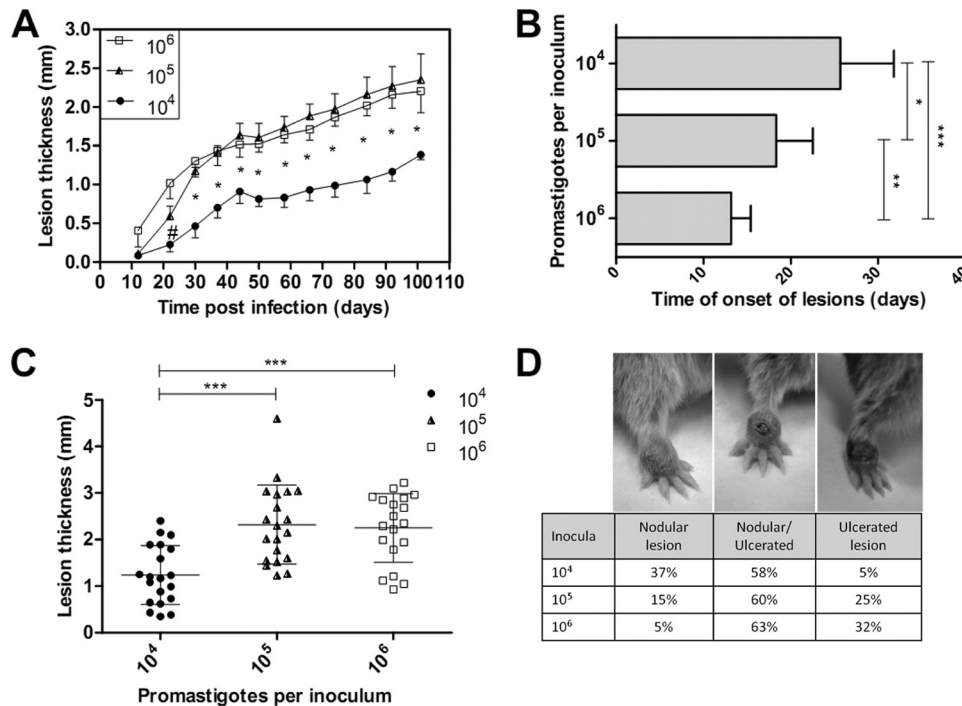 A
Lesion thickness (mm)
3.0
2.5
2.0
1.5
1.0
0.5
0.0
10⁶
10⁵
10⁴
* * * * * * * * *
#
0 10 20 30 40 50 60 70 80 90 100 110
Time post infection (days)
B
Promastigotes per inoculum
10⁴
10⁵
10⁶
*
**
***
0 10 20 30 40
Time of onset of lesions (days)
C
Lesion thickness (mm)
***
***
10⁴
10⁵
10⁶
5
4
3
2
1
0
10⁴ 10⁵ 10⁶
Promastigotes per inoculum
D
Inocula Nodular lesion Nodular/ Ulcerated Ulcerated lesion
10⁴ 37% 58% 5%
10⁵ 15% 60% 25%
10⁶ 5% 63% 32%